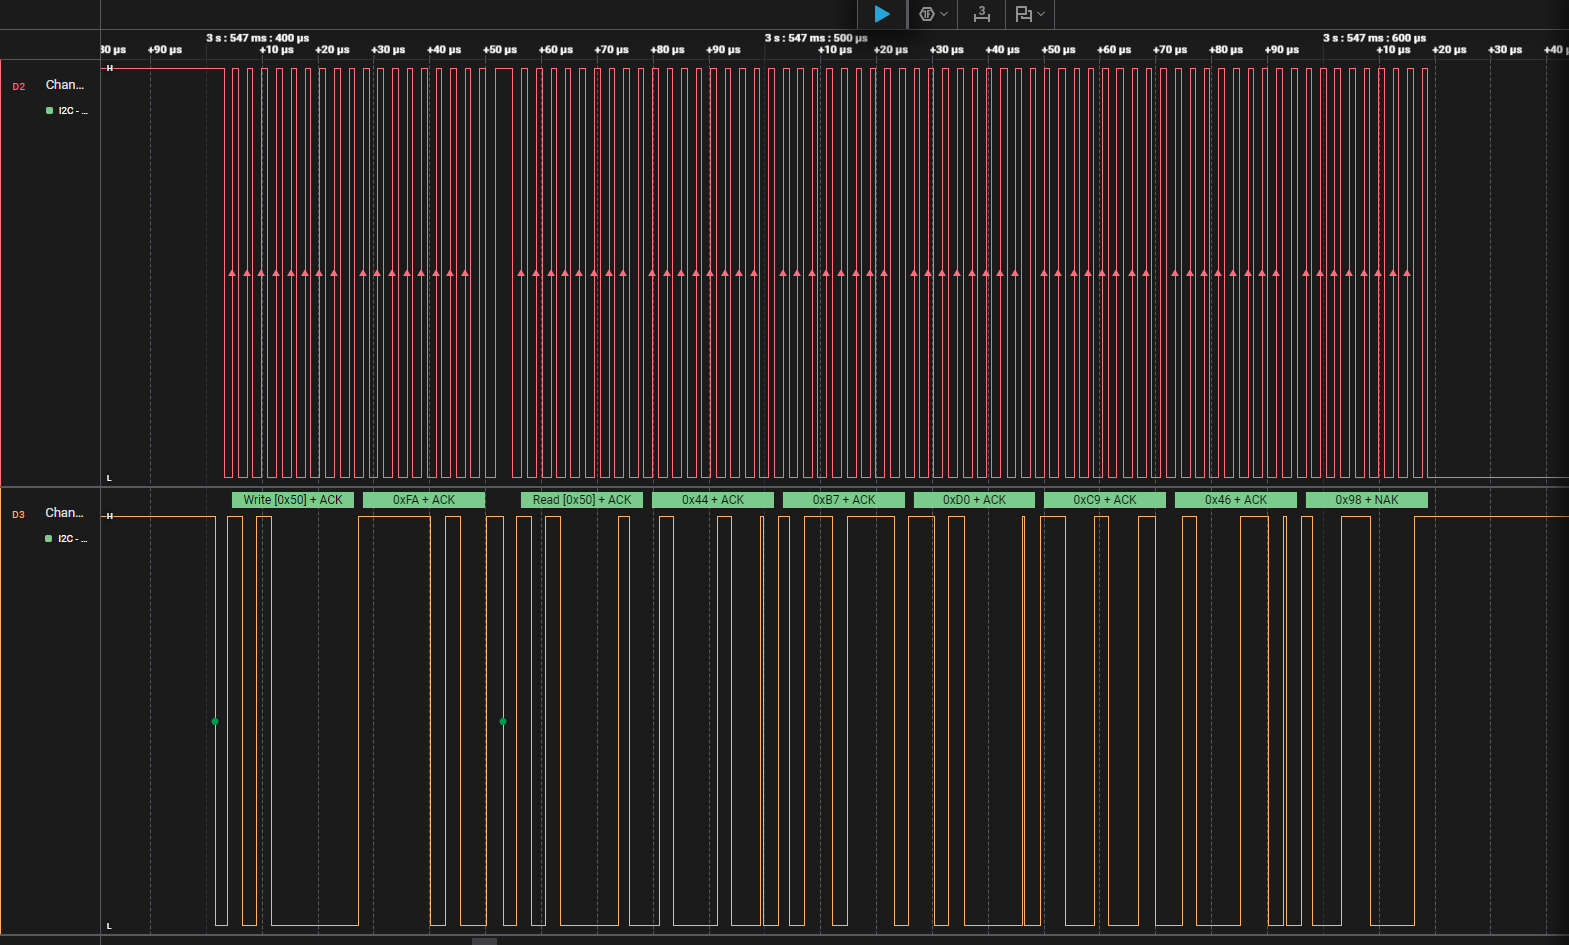 3
3 s : 547 ms : 400 µs
3 s : 547 ms : 500 µs
3 s : 547 ms : 600 µs
80 µs +90 µs +10 µs +20 µs +30 µs +40 µs +50 µs +60 µs +70 µs +80 µs +90 µs +10 µs +20 µs +30 µs +40 µs +50 µs +60 µs +70 µs +80 µs +90 µs +10 µs +20 µs +30 µs +40 µ
H
D2 Chan...
I2C - ...
L
Write [0x50] + ACK 0xFA + ACK Read [0x50] + ACK 0x44 + ACK 0xB7 + ACK 0xD0 + ACK 0xC9 + ACK 0x46 + ACK 0x98 + NAK
D3 Chan...
H
I2C - ...
L